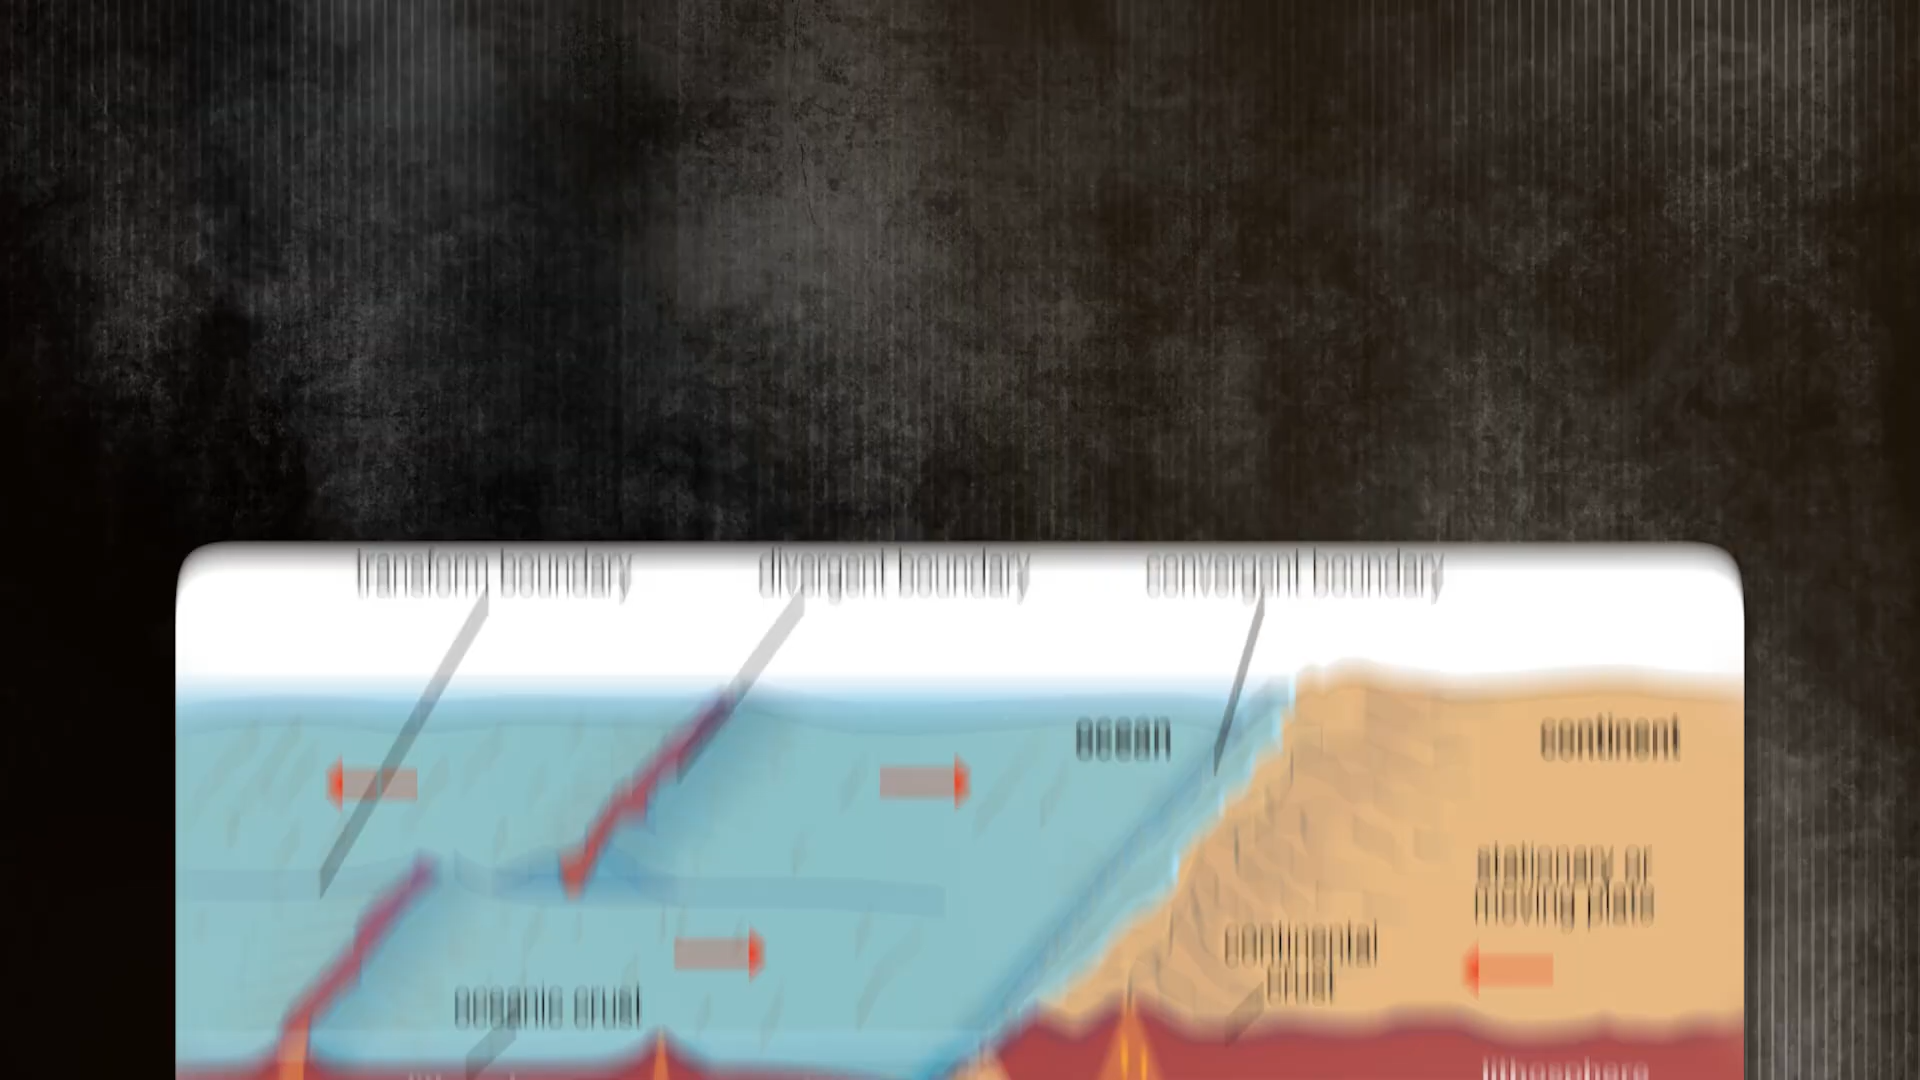 transform boundary
divergent boundary
convergent boundary
ocean
continent
stationary or
moving plate
continental
crust
oceanic crust
lithosphere